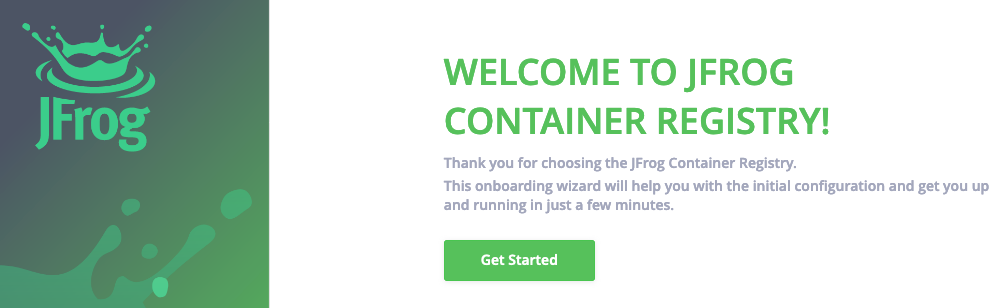 JFrog
WELCOME TO JFROG
CONTAINER REGISTRY!
Thank you for choosing the JFrog Container Registry.
This onboarding wizard will help you with the initial configuration and get you up
and running in just a few minutes.
Get Started